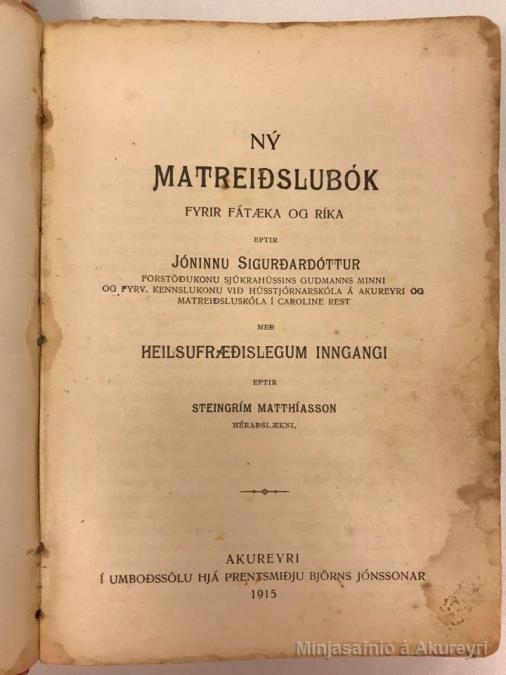 NÝ
MATREIÐSLUBÓK
FYRIR FÁTÆKA OG RÍKA
EPTIR
JÓNINNU SIGURÐARDÓTTUR
FORSTÖÐUKONU SJÚKRAHÚSSINS GUDMANNS MINNI
OG FYRV. KENNSLUKONU VIÐ HÚSSTJÓRNARSKÓLA Á AKUREYRI OG
MATREIÐSLUSKÓLA Í CAROLINE REST
MEÐ
HEILSUFRÆÐISLEGUM INNGANGI
EPTIR
STEINGRÍM MATTHÍASSON
HÉRAÐSLÆKNI.
AKUREYRI
Í UMBOÐSSÖLU HJÁ PRENTSMIÐJU BJÖRNS JÓNSSONAR
1915
Minjasafnið á Akureyri